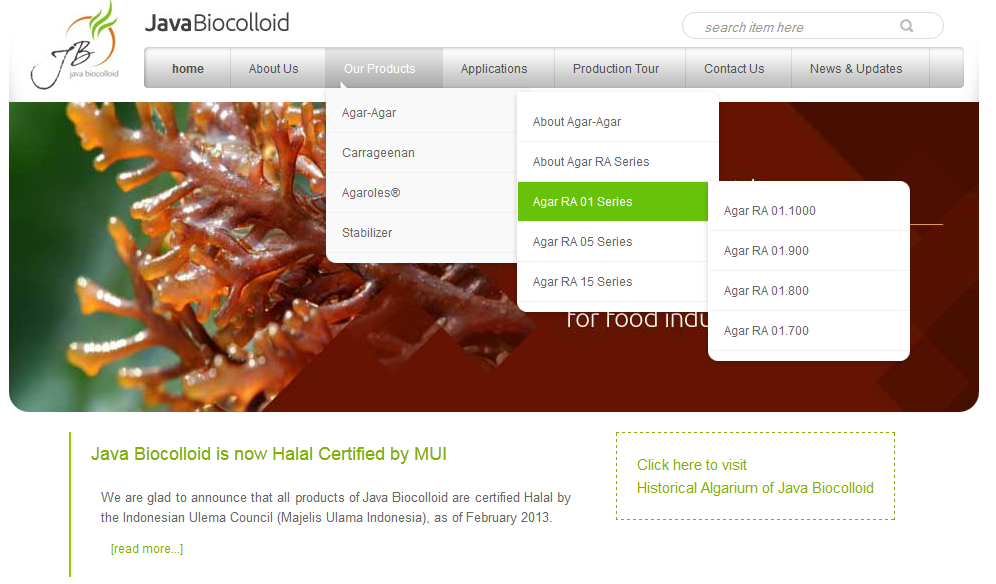 JB
java biocolloid
JavaBiocolloid
search item here
home
About Us
Our Products
Applications
Production Tour
Contact Us
News & Updates
Agar-Agar
Carrageenan
Agaroles®
Stabilizer
About Agar-Agar
About Agar RA Series
Agar RA 01 Series
Agar RA 05 Series
Agar RA 15 Series
Agar RA 01.1000
Agar RA 01.900
Agar RA 01.800
Agar RA 01.700
for food indu
Java Biocolloid is now Halal Certified by MUI
We are glad to announce that all products of Java Biocolloid are certified Halal by
the Indonesian Ulema Council (Majelis Ulama Indonesia), as of February 2013.
[read more...]
Click here to visit
Historical Algarium of Java Biocolloid